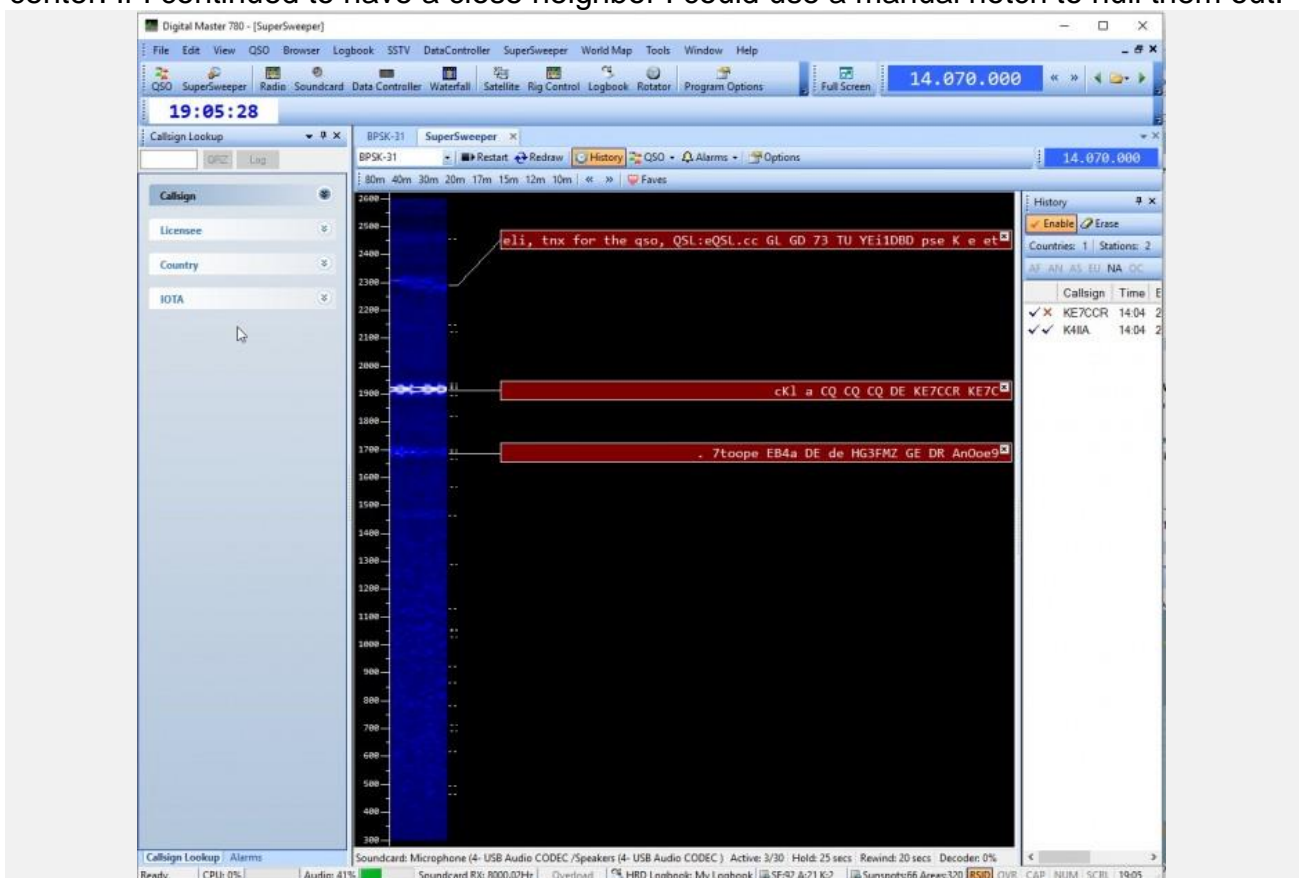 center. If I continued to have a close neighbor I could use a manual notch to null them out.
Digital Master 780 - [SuperSweeper]
File Edit View QSO Browser Logbook SSTV DataController SuperSweeper World Map Tools Window Help
QSO SuperSweeper Radio Soundcard Data Controller Waterfall Satellite Rig Control Logbook Rotator Program Options Full Screen 14.070.000
19:05:28
Callsign Lookup
BPSK-31 SuperSweeper
QRZ Log
BPSK-31 Restart Redraw History QSO Alarms Options 14.070.000
80m 40m 30m 20m 17m 15m 12m 10m « » Faves
Callsign
Licensee
Country
IOTA
2600
2500
2400
2300
2200
2100
2000
1900
1800
1700
1600
1500
1400
1300
1200
1100
1000
900
800
700
600
500
400
300
eli, tnx for the qso, QSL:eQSL.cc GL GD 73 TU YEi1DBD pse K e et
cKl a CQ CQ CQ DE KE7CCR KE7C
. 7toope EB4a DE de HG3FMZ GE DR AnOoe9
History
Enable Erase
Countries: 1 Stations: 2
AF AN AS EU NA OC
Callsign Time E
KE7CCR 14:04 2
K4IIA 14:04 2
Callsign Lookup Alarms
Soundcard: Microphone (4- USB Audio CODEC /Speakers (4- USB Audio CODEC ) Active: 3/30 Hold: 25 secs Rewind: 20 secs Decoder: 0%
Ready CPU: 0% Audio: 41% Soundcard RX: 8000.02Hz Overload HRD Logbook: My Logbook SF:92 A:21 K:2 Sunspots:66 Areas:320 RSID OVR CAP NUM SCRL 19:05